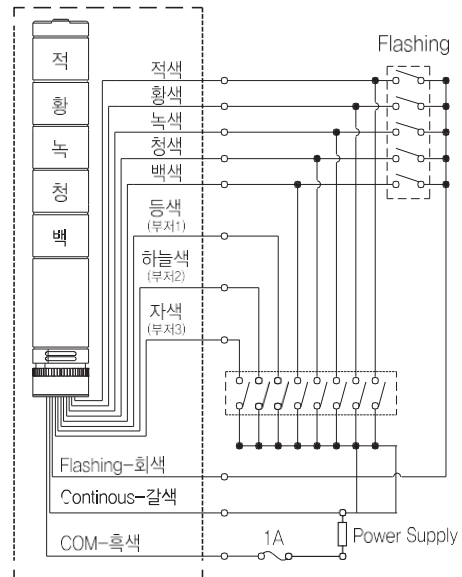 적
황
녹
청
백
적색
황색
녹색
청색
백색
등색
(부저1)
하늘색
(부저2)
자색
(부저3)
Flashing
Flashing-회색
Continous-갈색
COM-흑색
1A
Power Supply